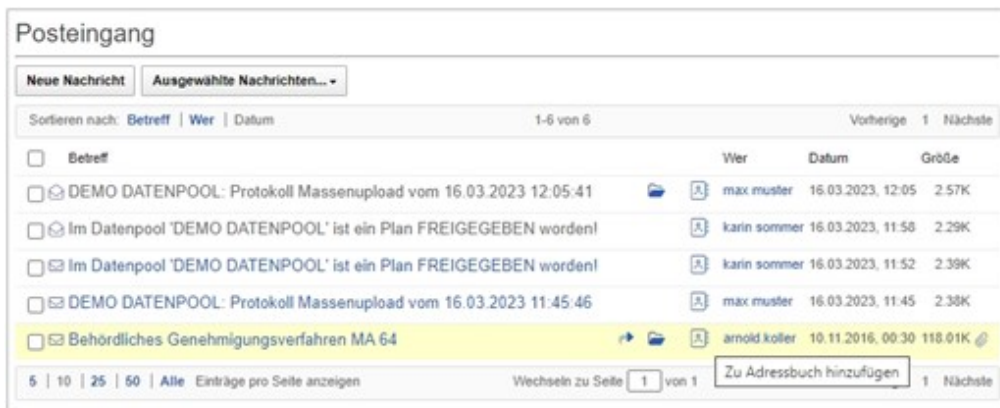 Posteingang
Neue Nachricht Ausgewählte Nachrichten...
Sortieren nach: Betreff | Wer | Datum 1-6 von 6 Vorherige 1 Nächste
Betreff Wer Datum Größe
DEMO DATENPOOL: Protokoll Massenupload vom 16.03.2023 12:05:41 max muster 16.03.2023, 12:05 2.57K
Im Datenpool 'DEMO DATENPOOL' ist ein Plan FREIGEGEBEN worden! karin sommer 16.03.2023, 11:58 2.29K
Im Datenpool 'DEMO DATENPOOL' ist ein Plan FREIGEGEBEN worden! karin sommer 16.03.2023, 11:52 2.39K
DEMO DATENPOOL: Protokoll Massenupload vom 16.03.2023 11:45:46 max muster 16.03.2023, 11:45 2.38K
Behördliches Genehmigungsverfahren MA 64 arnold.koller 10.11.2016, 00:30 118.01K
Zu Adressbuch hinzufügen
5 | 10 | 25 | 50 | Alle Einträge pro Seite anzeigen Wechseln zu Seite 1 von 1 1 Nächste